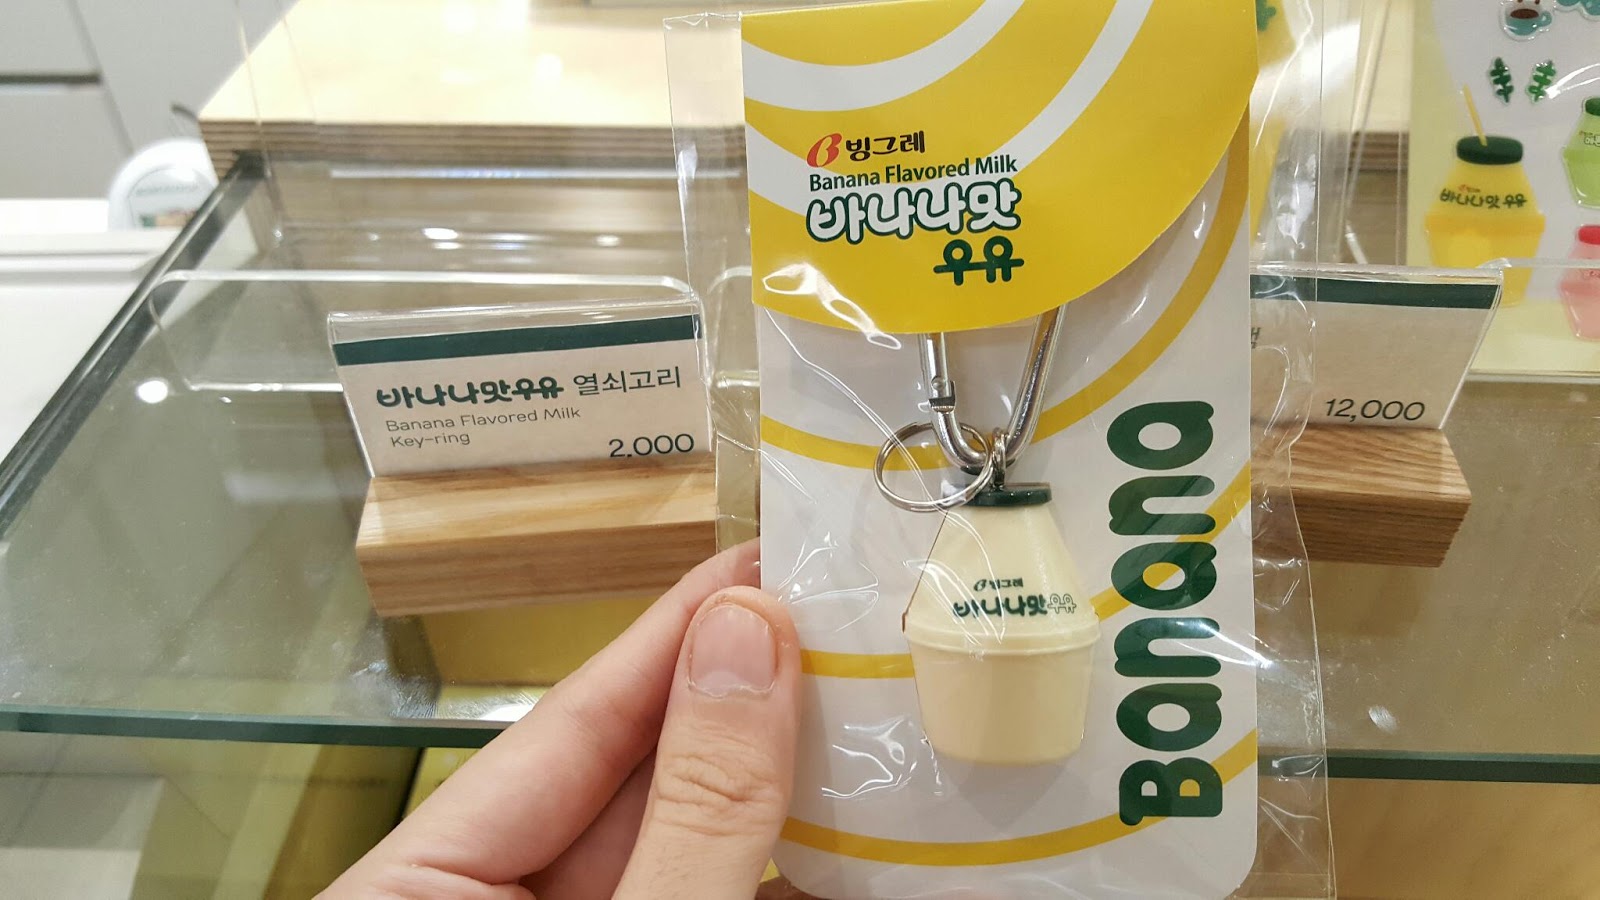 빙그레
Banana Flavored Milk
바나나맛
우유
바나나맛우유 열쇠고리
Banana Flavored Milk
Key-ring
2,000
빙그레
바나나맛우유
Banana
12,000
바나나맛 우유